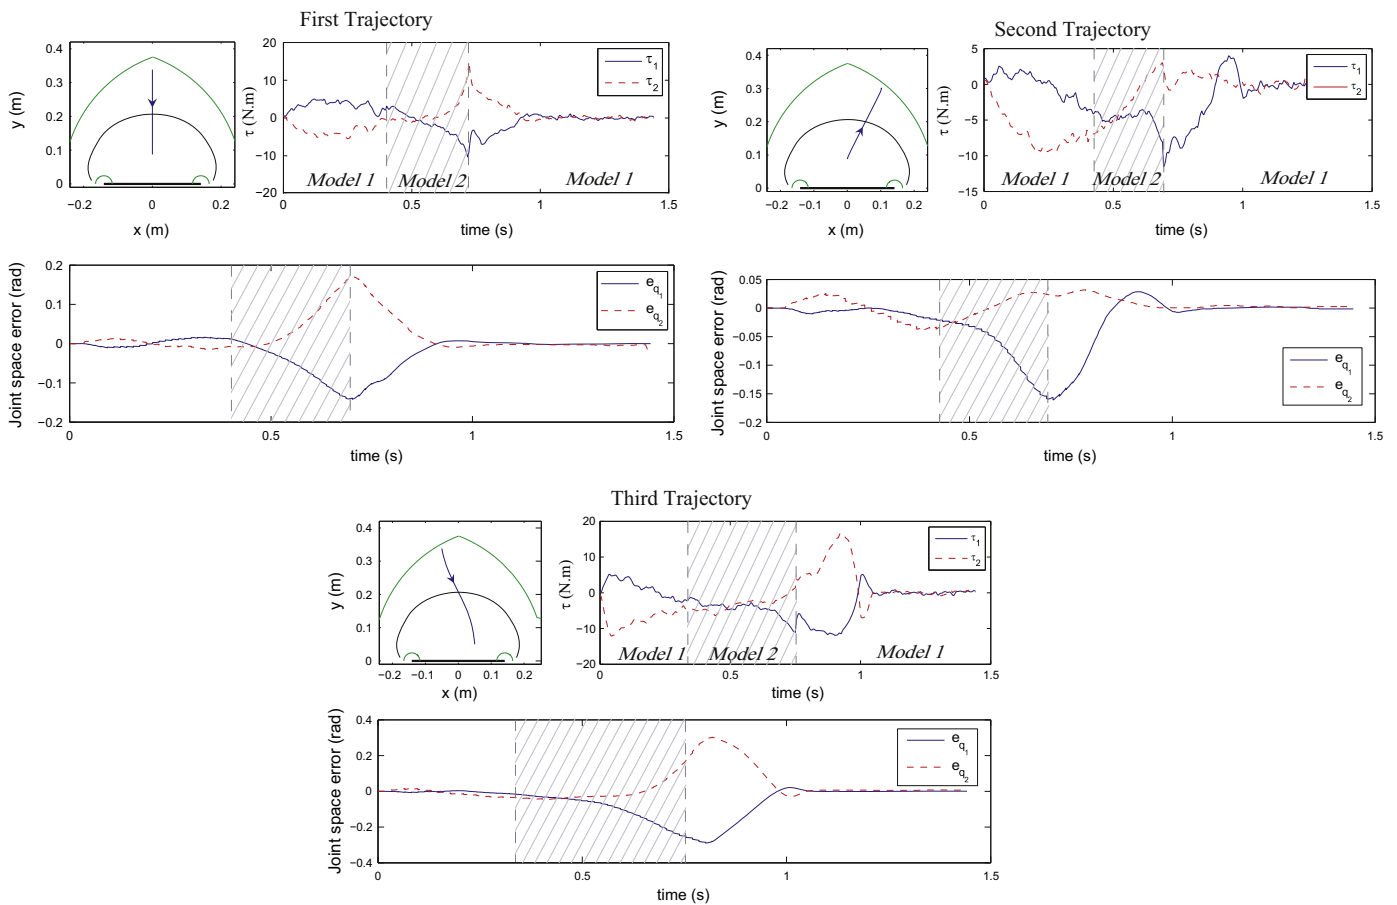 First Trajectory
0.4
0.3
0.2
0.1
0
y (m)
−0.2
0
0.2
x (m)
20
10
0
−10
−20
τ (N.m)
τ1
τ2
Model 1
Model 2
Model 1
0
0.5
1
1.5
time (s)
0.2
0.1
0
−0.1
−0.2
Joint space error (rad)
eq1
eq2
0
0.5
1
1.5
time (s)
Second Trajectory
0.4
0.3
0.2
0.1
0
y (m)
−0.2
−0.1
0
0.1
0.2
x (m)
5
0
−5
−10
−15
τ (N.m)
τ1
τ2
Model 1
Model 2
Model 1
0
0.5
1
1.5
time (s)
0.05
0
−0.05
−0.1
−0.15
−0.2
Joint space error (rad)
eq1
eq2
0
0.5
1
1.5
time (s)
Third Trajectory
0.4
0.3
0.2
0.1
0
y (m)
−0.2
−0.1
0
0.1
0.2
x (m)
20
10
0
−10
−20
τ (N.m)
τ1
τ2
Model 1
Model 2
Model 1
0
0.5
1
1.5
time (s)
0.4
0.2
0
−0.2
−0.4
Joint space error (rad)
eq1
eq2
0
0.5
1
1.5
time (s)